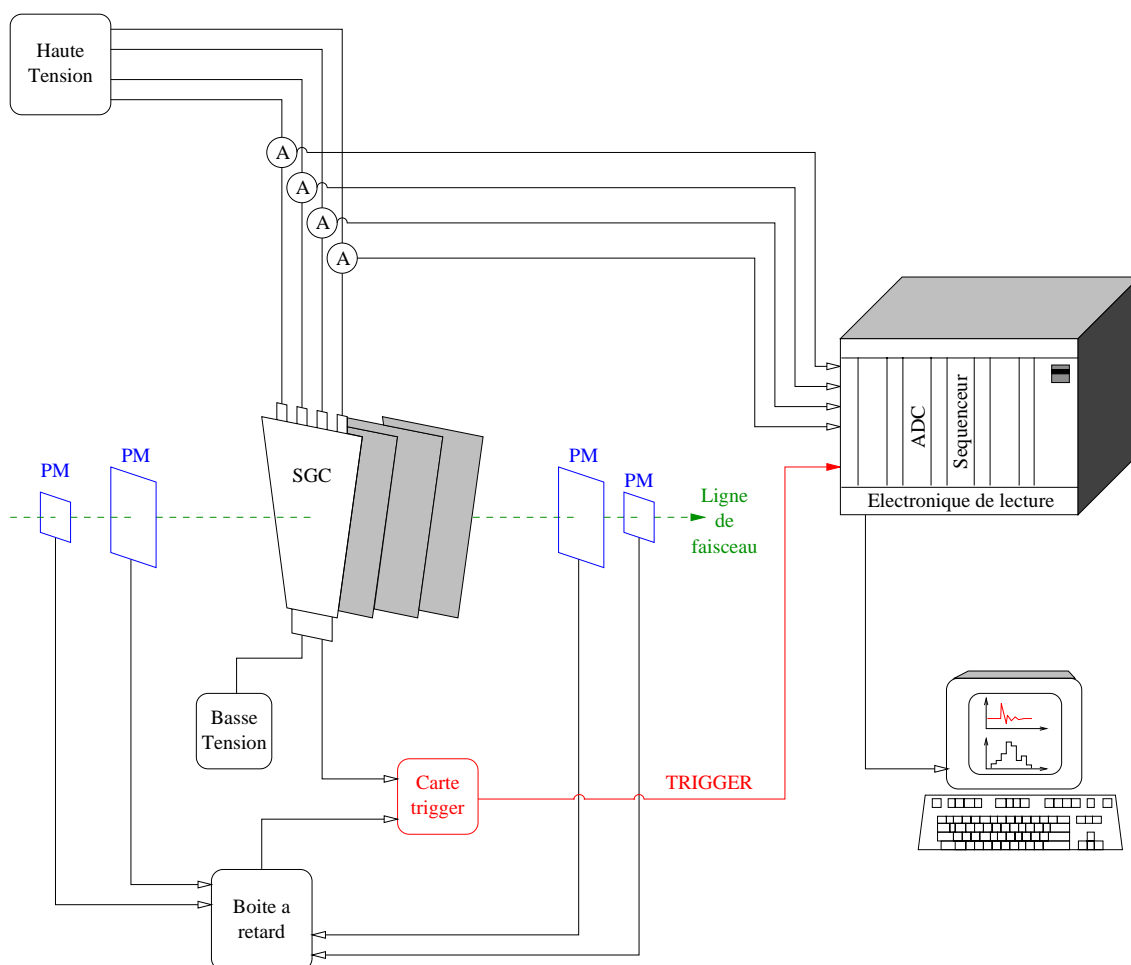 Haute
Tension
A
A
A
A
ADC
Sequenceur
Electronique de lecture
PM
PM
SGC
PM
PM
Ligne
de
faisceau
Basse
Tension
Carte
trigger
TRIGGER
Boite a
retard